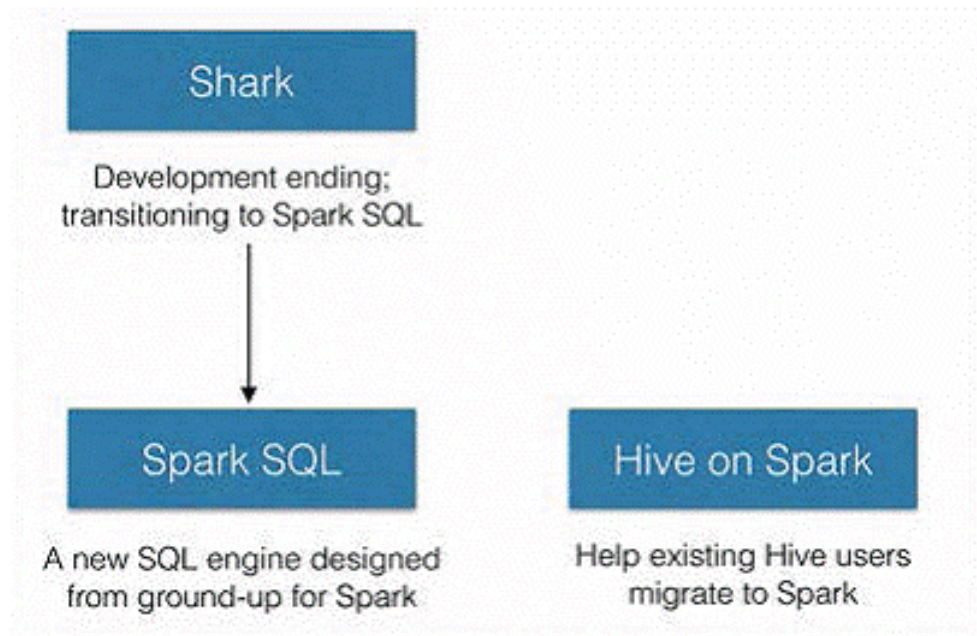 Shark
Development ending;
transitioning to Spark SQL
Spark SQL
A new SQL engine designed
from ground-up for Spark
Hive on Spark
Help existing Hive users
migrate to Spark